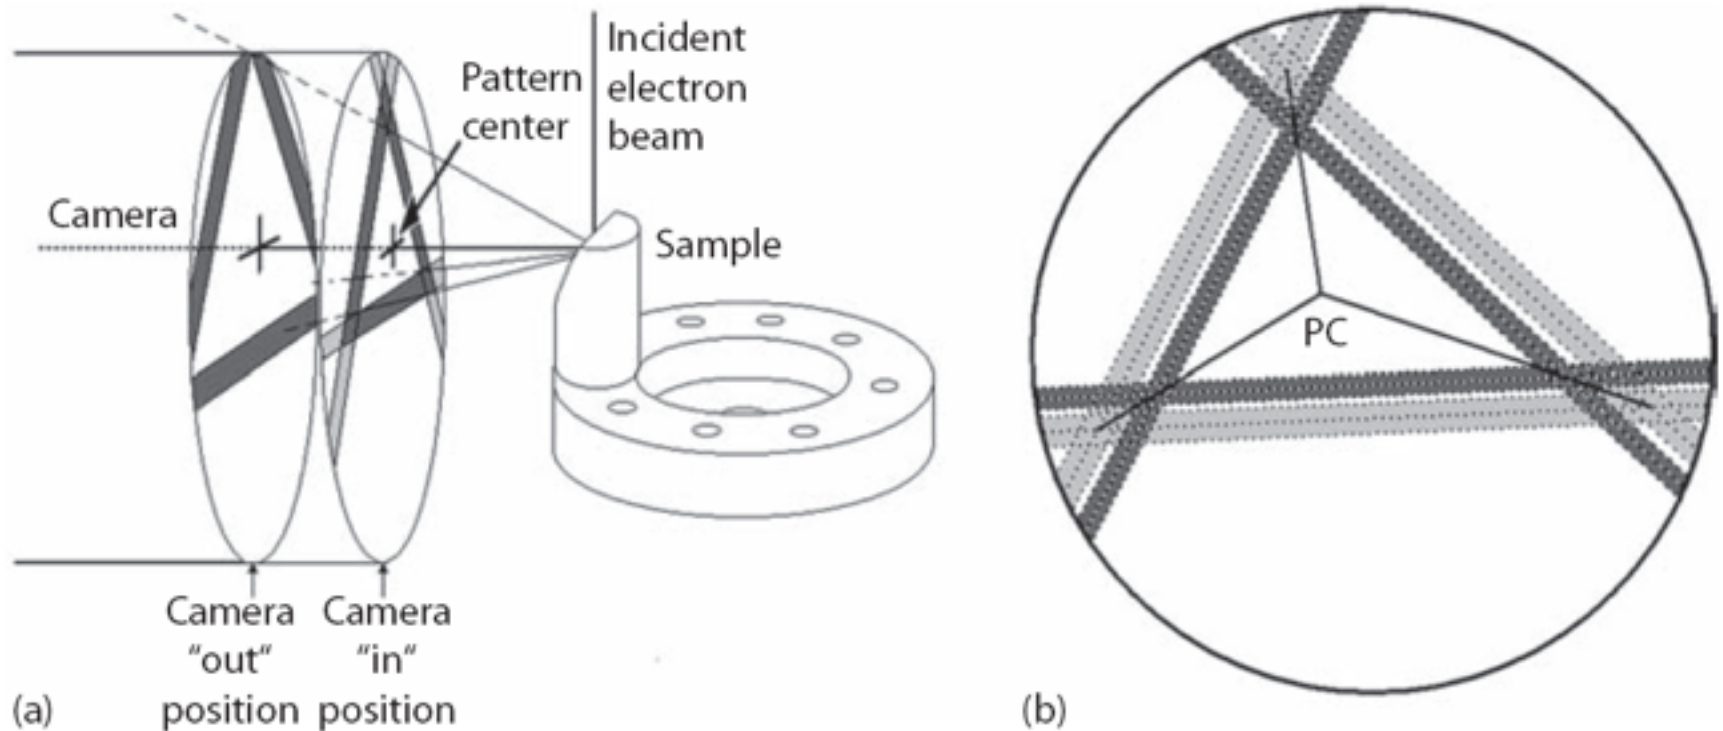 Incident
electron
beam
Pattern
center
Camera
Sample
Camera
“out“
position
Camera
“in“
position
(a)
PC
(b)